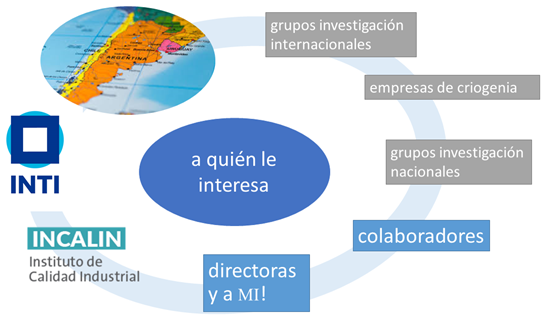 grupos investigación
internacionales
empresas de criogenia
URUGUAY
ARGENTINA
a quién le
interesa
grupos investigación
nacionales
INTI
colaboradores
INCALIN
Instituto de
Calidad Industrial
directoras
y a MI!